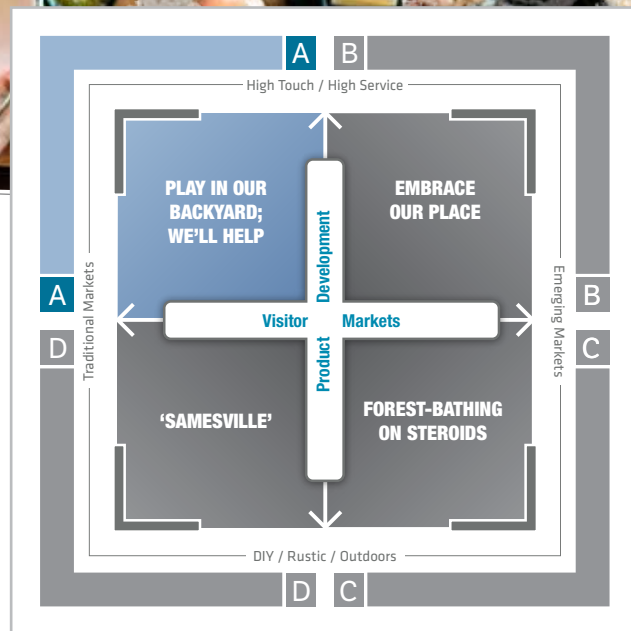 A B
High Touch / High Service
PLAY IN OUR
BACKYARD;
WE'LL HELP
EMBRACE
OUR PLACE
Product Development
Traditional Markets
Emerging Markets
A
B
Visitor Markets
D
C
'SAMESVILLE'
FOREST-BATHING
ON STEROIDS
DIY / Rustic / Outdoors
D C